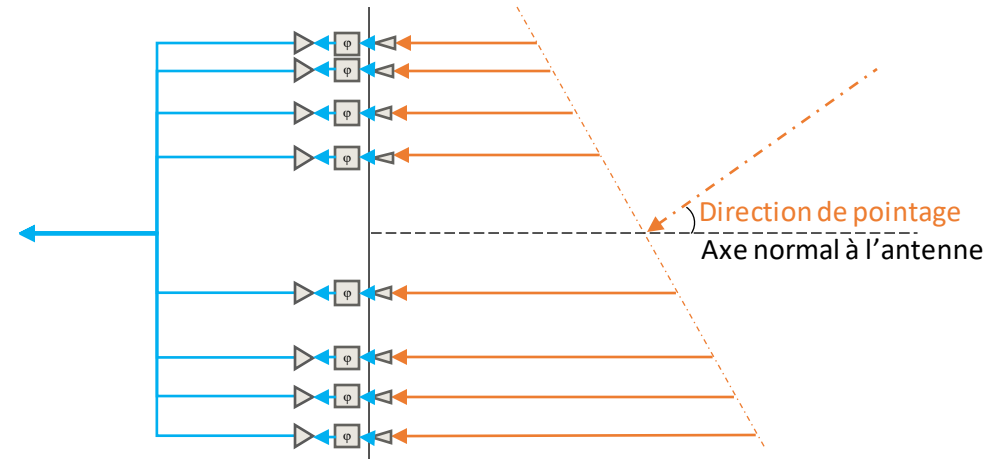 φ
φ
φ
φ
Direction de pointage
Axe normal à l’antenne
φ
φ
φ
φ